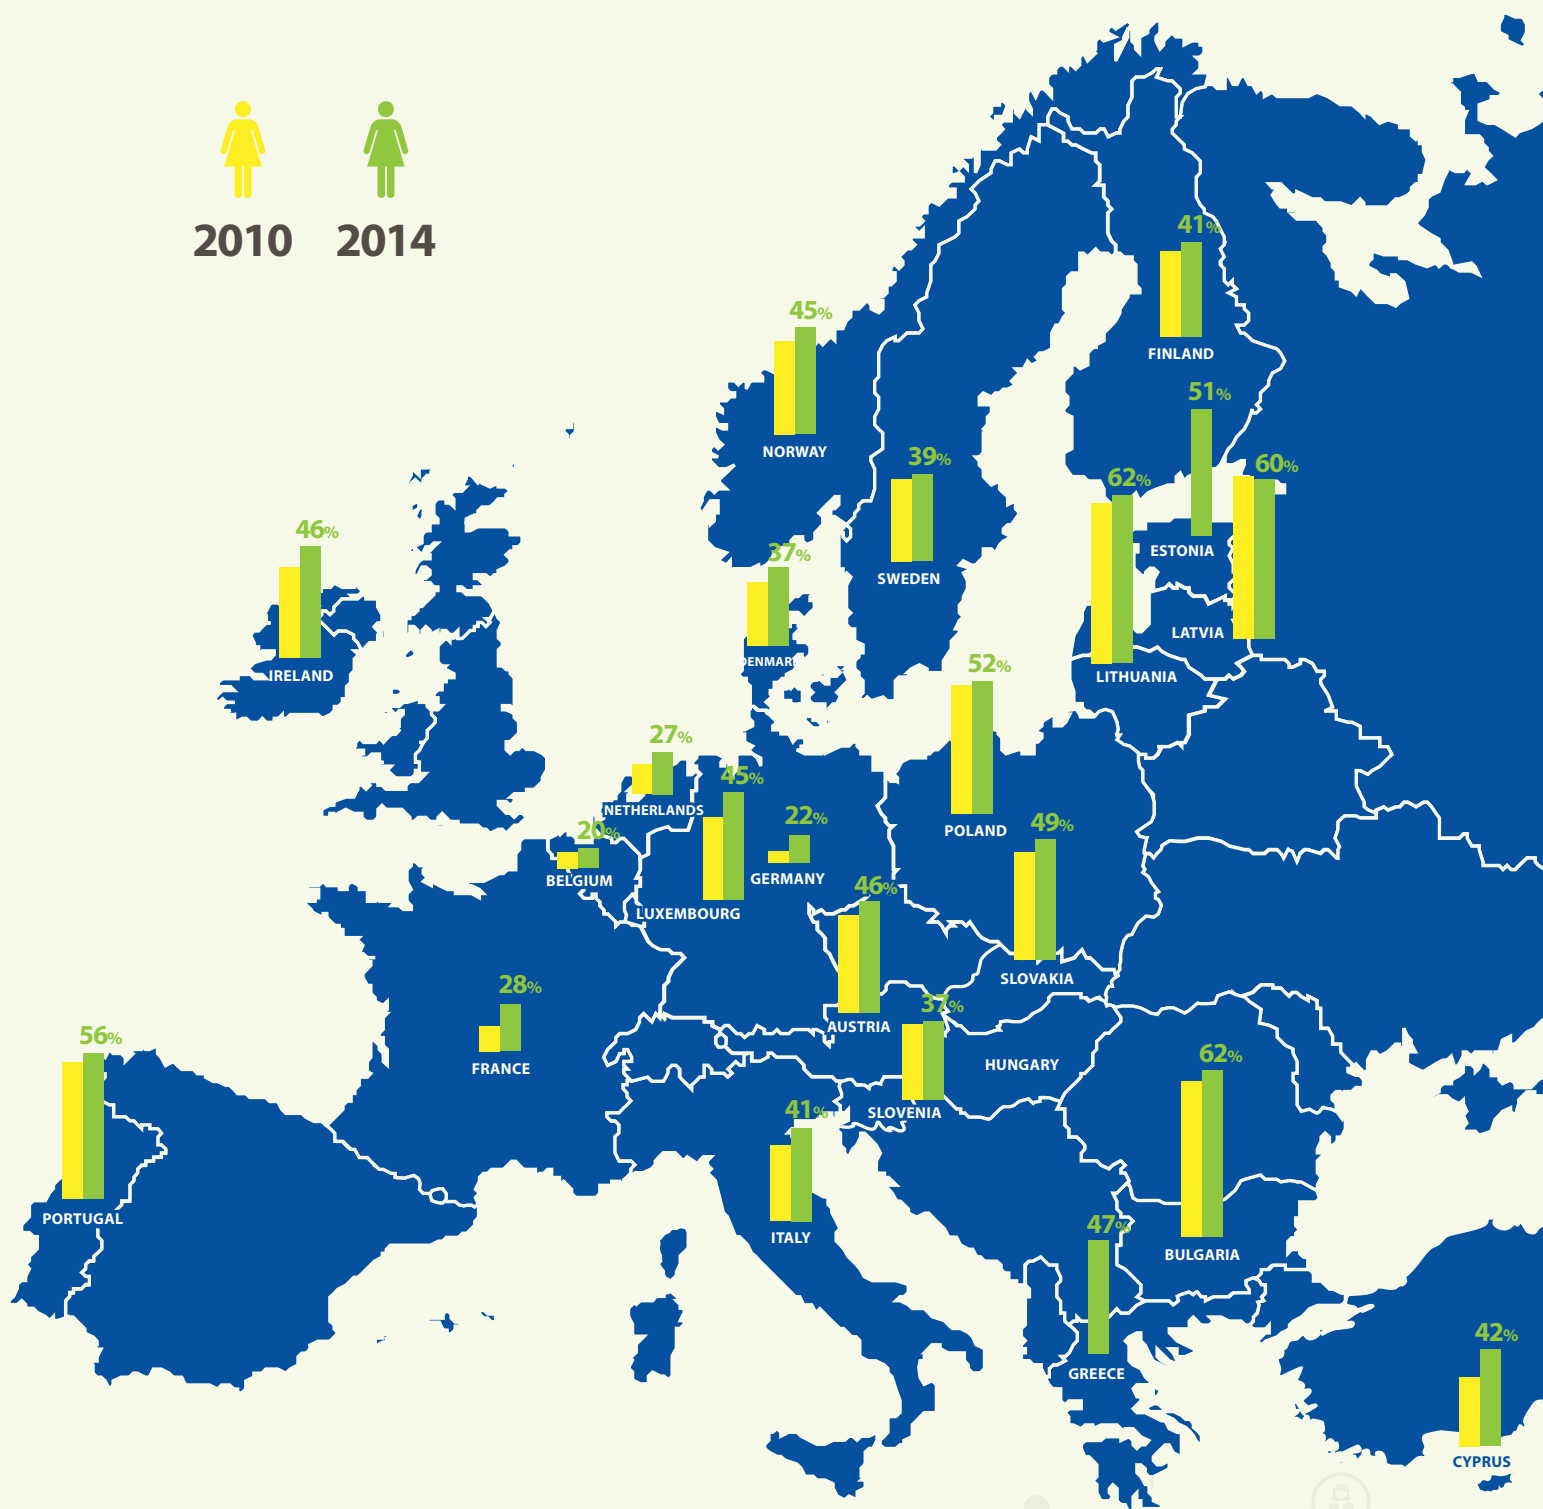 2010 2014
41%
45%
FINLAND
51%
NORWAY
39%
60%
62%
46%
ESTONIA
37%
SWEDEN
LATVIA
52%
DENMARK
IRELAND
LITHUANIA
27%
45%
NETHERLANDS
22%
49%
20%
POLAND
BELGIUM
GERMANY
46%
LUXEMBOURG
SLOVAKIA
28%
37%
AUSTRIA
56%
62%
FRANCE
HUNGARY
41%
SLOVENIA
PORTUGAL
47%
ITALY
BULGARIA
42%
GREECE
CYPRUS